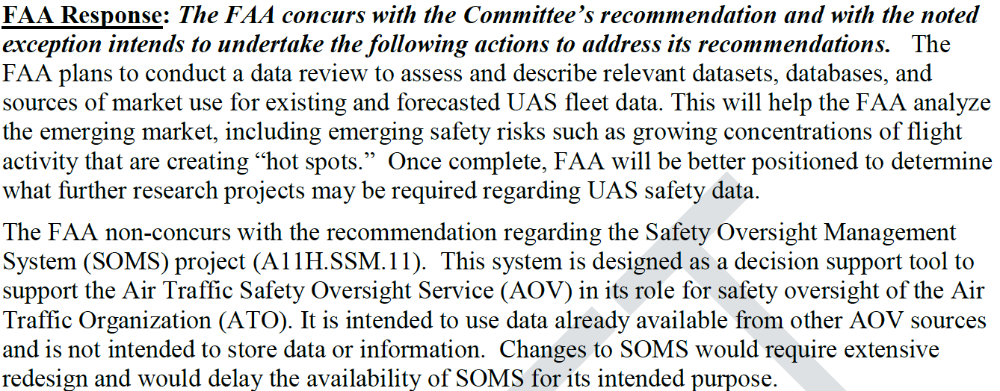 FAA Response: The FAA concurs with the Committee’s recommendation and with the noted
exception intends to undertake the following actions to address its recommendations. The
FAA plans to conduct a data review to assess and describe relevant datasets, databases, and
sources of market use for existing and forecasted UAS fleet data. This will help the FAA analyze
the emerging market, including emerging safety risks such as growing concentrations of flight
activity that are creating “hot spots.” Once complete, FAA will be better positioned to determine
what further research projects may be required regarding UAS safety data.
The FAA non-concurs with the recommendation regarding the Safety Oversight Management
System (SOMS) project (A11H.SSM.11). This system is designed as a decision support tool to
support the Air Traffic Safety Oversight Service (AOV) in its role for safety oversight of the Air
Traffic Organization (ATO). It is intended to use data already available from other AOV sources
and is not intended to store data or information. Changes to SOMS would require extensive
redesign and would delay the availability of SOMS for its intended purpose.